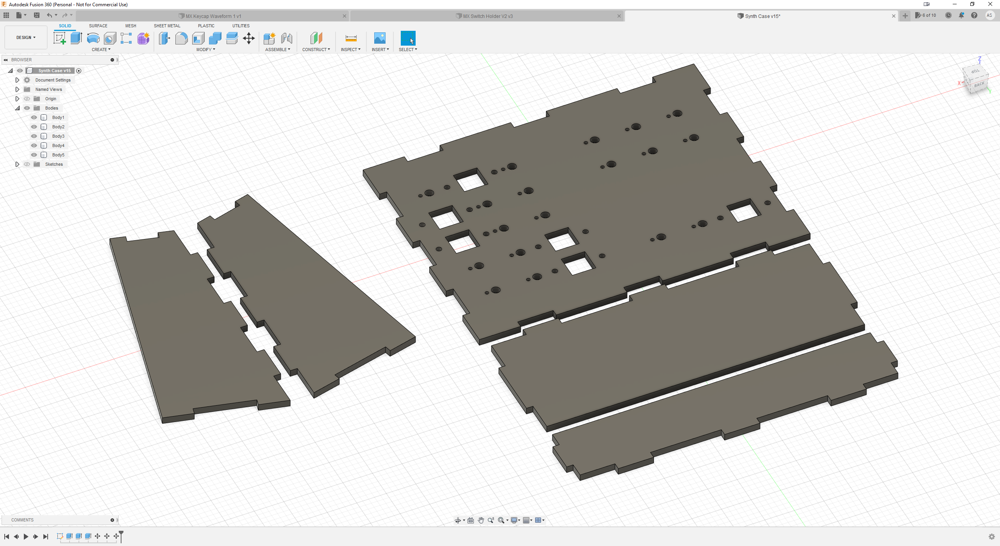 Autodesk Fusion 360 (Personal - Not for Commercial Use)
MX Keycap Waveform 1 v1
MX Switch Holder V2 v3
Synth Case v15*
6 of 10
AS
DESIGN
SOLID
SURFACE
MESH
SHEET METAL
PLASTIC
UTILITIES
CREATE
MODIFY
ASSEMBLE
CONSTRUCT
INSPECT
INSERT
SELECT
BROWSER
Synth Case v15
Document Settings
Named Views
Origin
Bodies
Body1
Body2
Body3
Body4
Body5
Sketches
Z
TOP
X
BACK
Y
COMMENTS